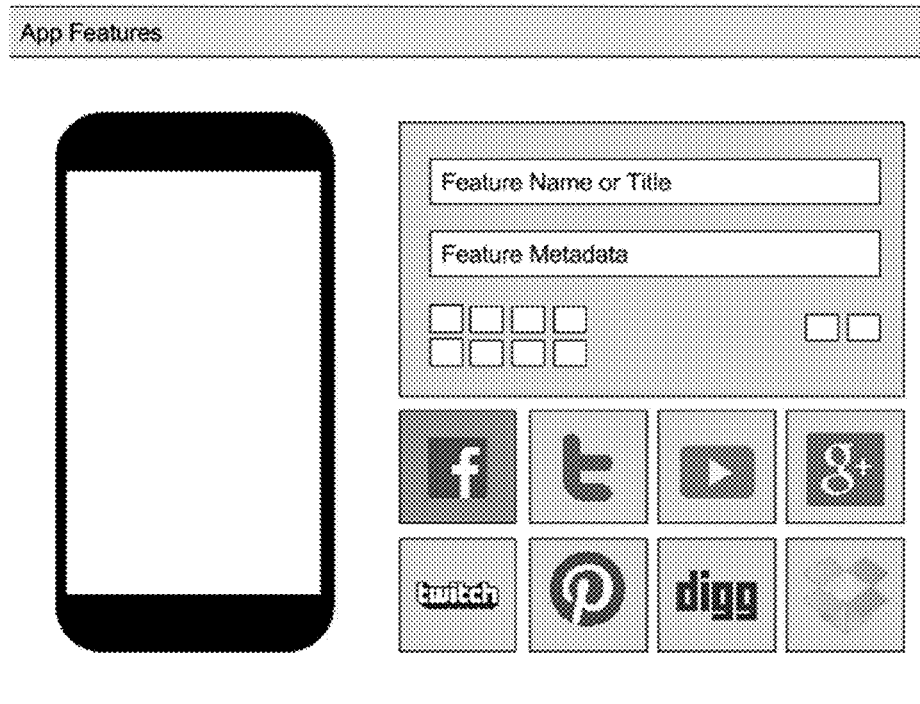 App Features
Feature Name or Title
Feature Metadata
f
t
g+
twitch
P
digg